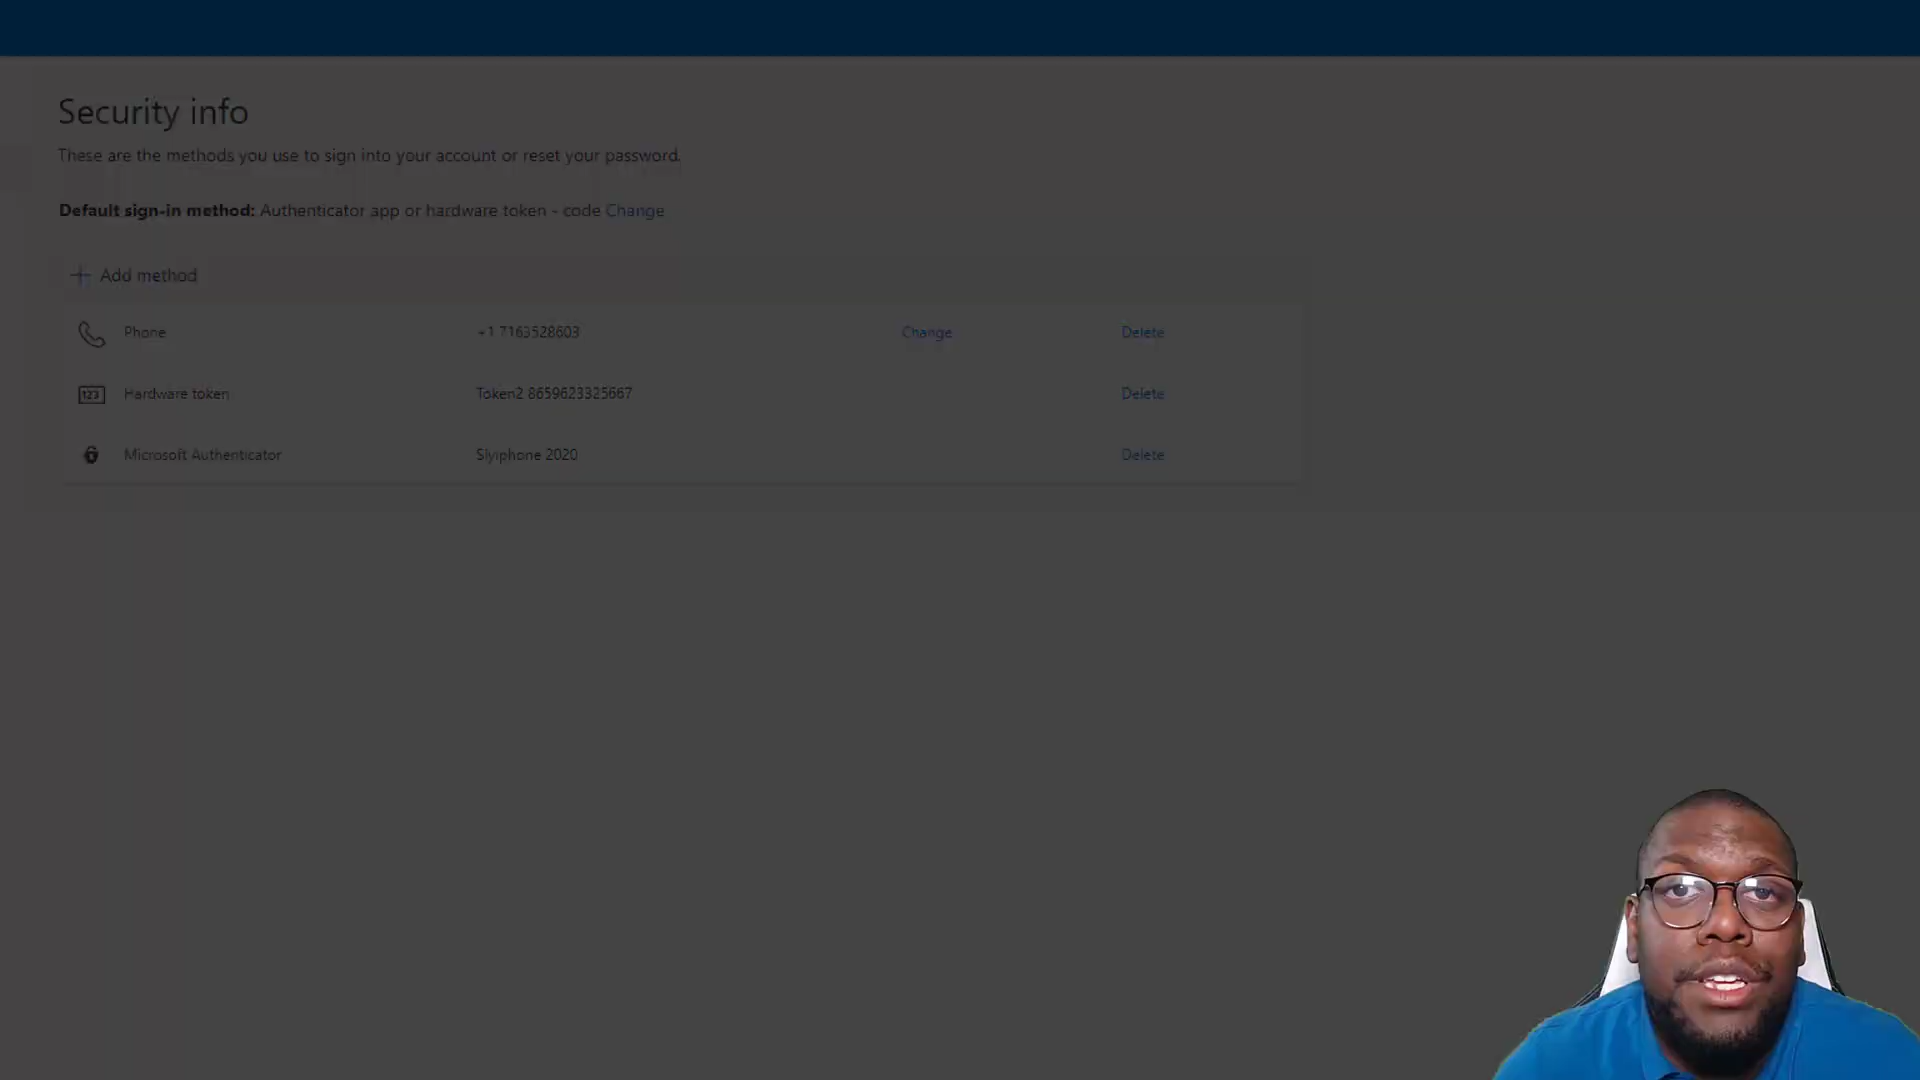 Security info
These are the methods you use to sign into your account or reset your password.
Default sign-in method: Authenticator app or hardware token - code Change
Add method
Phone +1 7163528603 Change Delete
123 Hardware token Token2 8659623325667 Delete
Microsoft Authenticator Slyiphone 2020 Delete